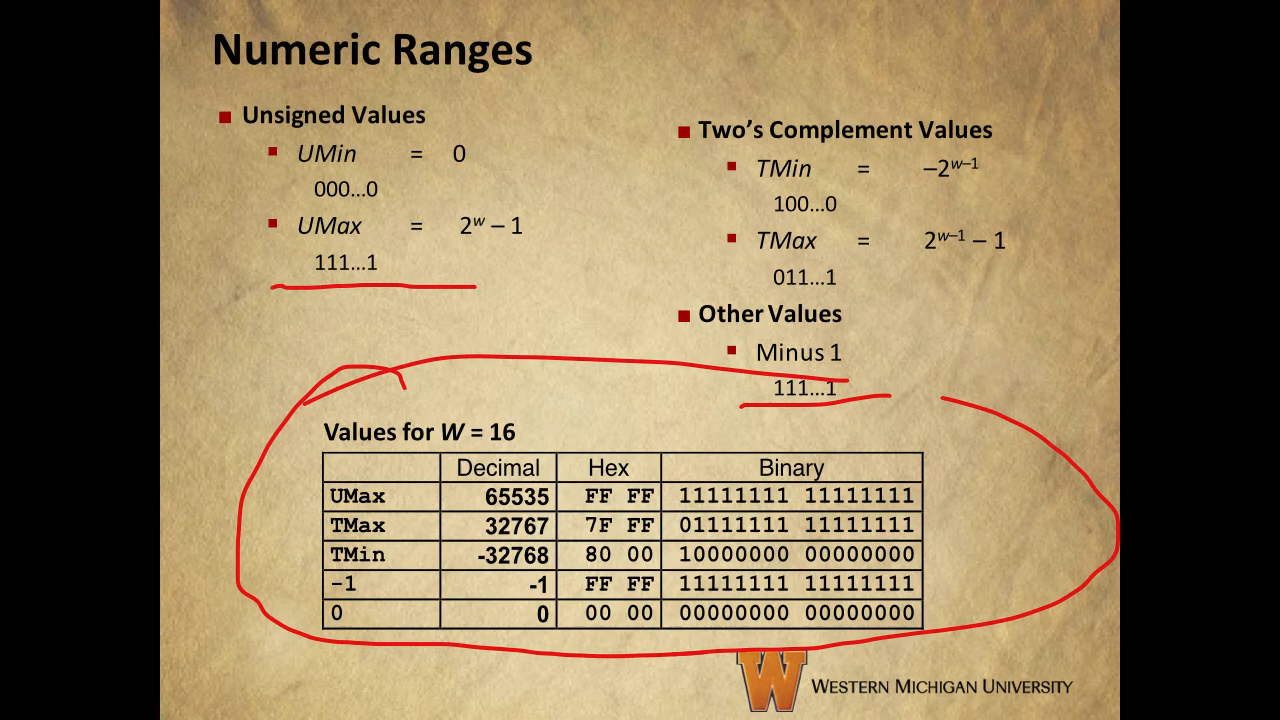 Numeric Ranges
■ Unsigned Values
▪ UMin = 0
000…0
▪ UMax = 2ʷ – 1
111…1
■ Two’s Complement Values
▪ TMin = –2ʷ⁻¹
100…0
▪ TMax = 2ʷ⁻¹ – 1
011…1
■ Other Values
▪ Minus 1
111…1
Values for W = 16
Decimal Hex Binary
UMax 65535 FF FF 11111111 11111111
TMax 32767 7F FF 01111111 11111111
TMin -32768 80 00 10000000 00000000
-1 -1 FF FF 11111111 11111111
0 0 00 00 00000000 00000000
W WESTERN MICHIGAN UNIVERSITY